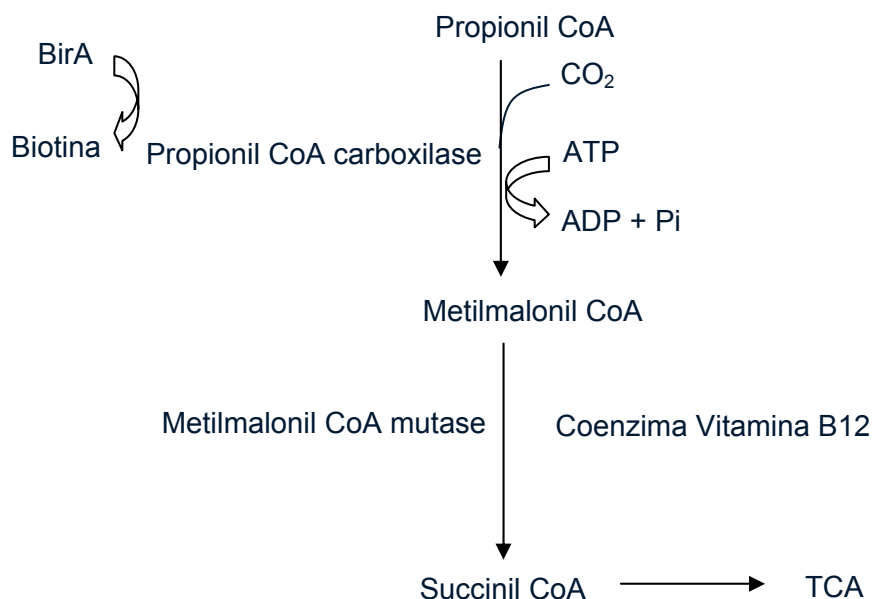 Propionil CoA
BirA
CO₂
Biotina
Propionil CoA carboxilase
ATP
ADP + Pi
Metilmalonil CoA
Metilmalonil CoA mutase
Coenzima Vitamina B12
Succinil CoA
TCA